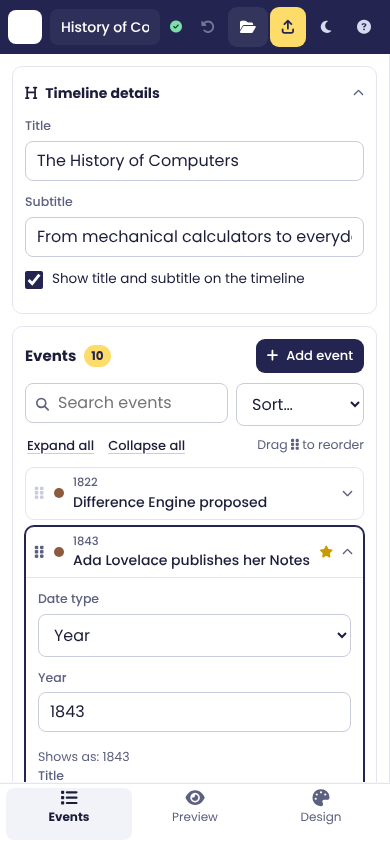 History of Co
Timeline details
Title
The History of Computers
Subtitle
From mechanical calculators to everyd
Show title and subtitle on the timeline
Events 10
+ Add event
Search events
Sort...
Expand all Collapse all
Drag to reorder
1822
Difference Engine proposed
1843
Ada Lovelace publishes her Notes
Date type
Year
Year
1843
Shows as: 1843
Title
Events
Preview
Design